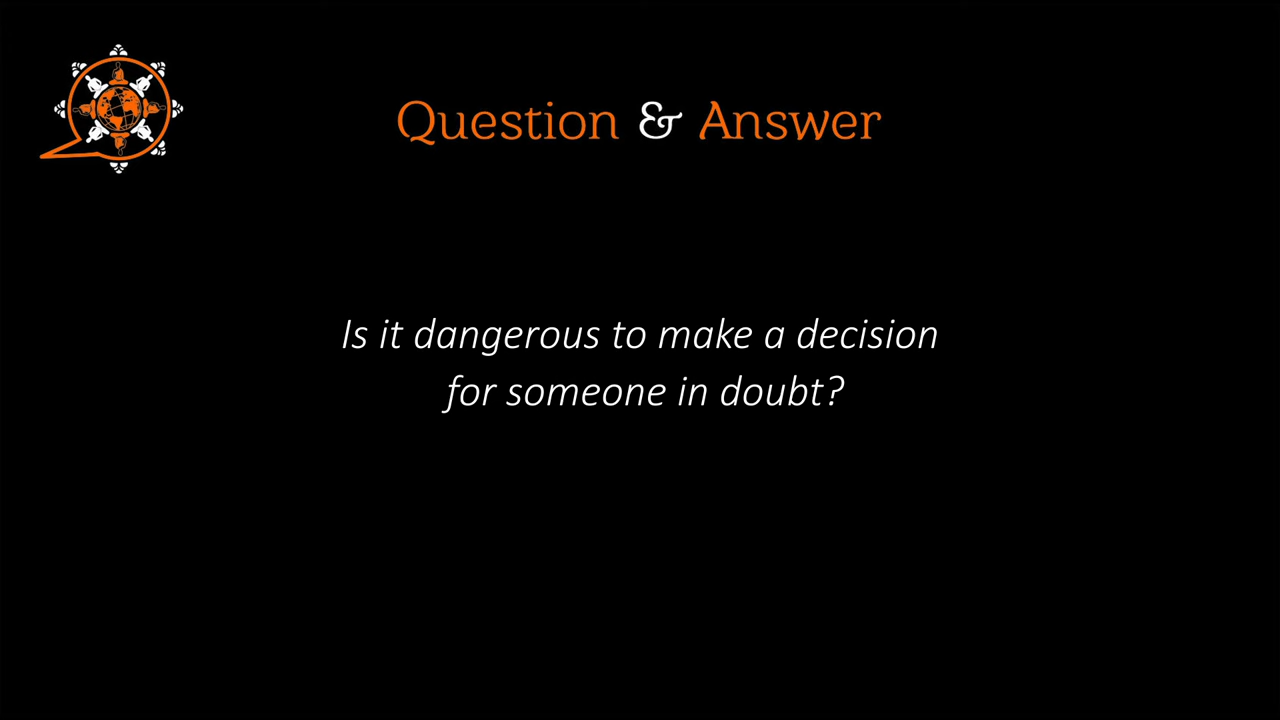 Question & Answer
Is it dangerous to make a decision
for someone in doubt?